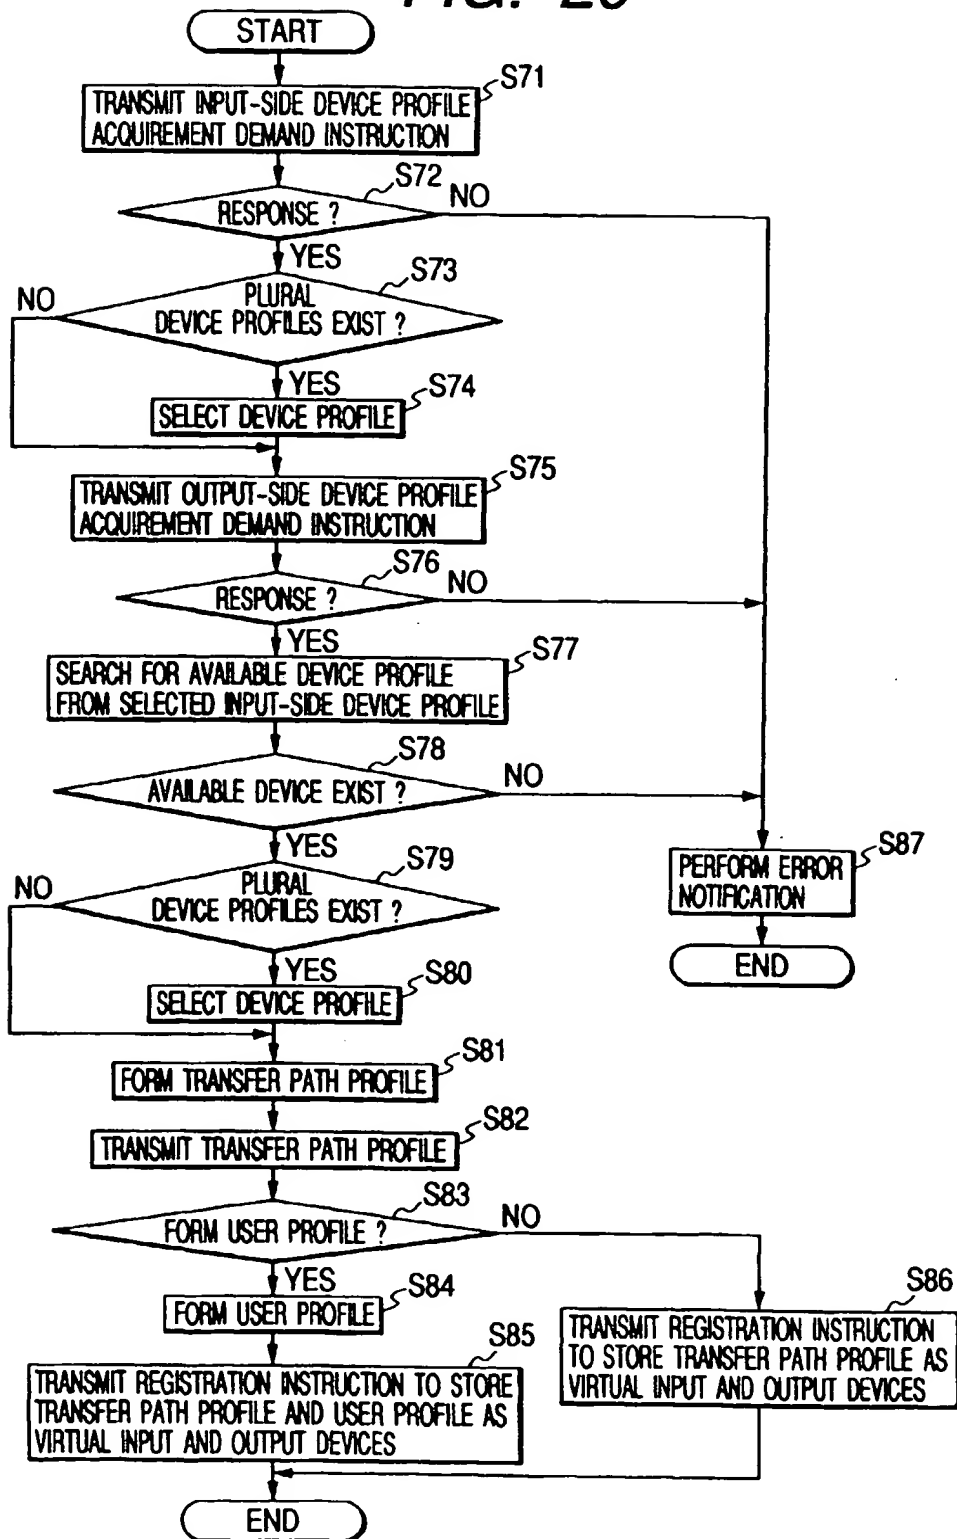 START
S71
TRANSMIT INPUT-SIDE DEVICE PROFILE
ACQUIREMENT DEMAND INSTRUCTION
S72
RESPONSE ?
NO
YES
S73
PLURAL
DEVICE PROFILES EXIST ?
NO
YES
S74
SELECT DEVICE PROFILE
S75
TRANSMIT OUTPUT-SIDE DEVICE PROFILE
ACQUIREMENT DEMAND INSTRUCTION
S76
RESPONSE ?
NO
YES
S77
SEARCH FOR AVAILABLE DEVICE PROFILE
FROM SELECTED INPUT-SIDE DEVICE PROFILE
S78
AVAILABLE DEVICE EXIST ?
NO
YES
S79
PLURAL
DEVICE PROFILES EXIST ?
NO
YES
S80
SELECT DEVICE PROFILE
S87
PERFORM ERROR
NOTIFICATION
END
S81
FORM TRANSFER PATH PROFILE
S82
TRANSMIT TRANSFER PATH PROFILE
S83
FORM USER PROFILE ?
NO
YES
S84
FORM USER PROFILE
S85
TRANSMIT REGISTRATION INSTRUCTION TO STORE
TRANSFER PATH PROFILE AND USER PROFILE AS
VIRTUAL INPUT AND OUTPUT DEVICES
S86
TRANSMIT REGISTRATION INSTRUCTION
TO STORE TRANSFER PATH PROFILE AS
VIRTUAL INPUT AND OUTPUT DEVICES
END